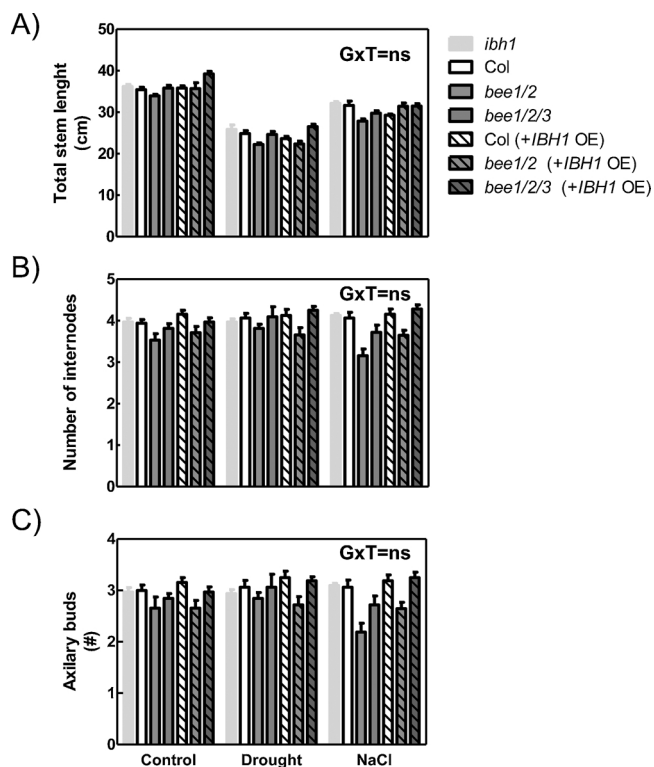 A)
Total stem lenght
(cm)
50
40
30
20
10
0
GxT=ns
ibh1
Col
bee1/2
bee1/2/3
Col (+IBH1 OE)
bee1/2 (+IBH1 OE)
bee1/2/3 (+IBH1 OE)
B)
Number of internodes
5
4
3
2
1
0
GxT=ns
C)
Axilary buds
(#)
3
3
2
1
0
GxT=ns
Control Drought NaCl